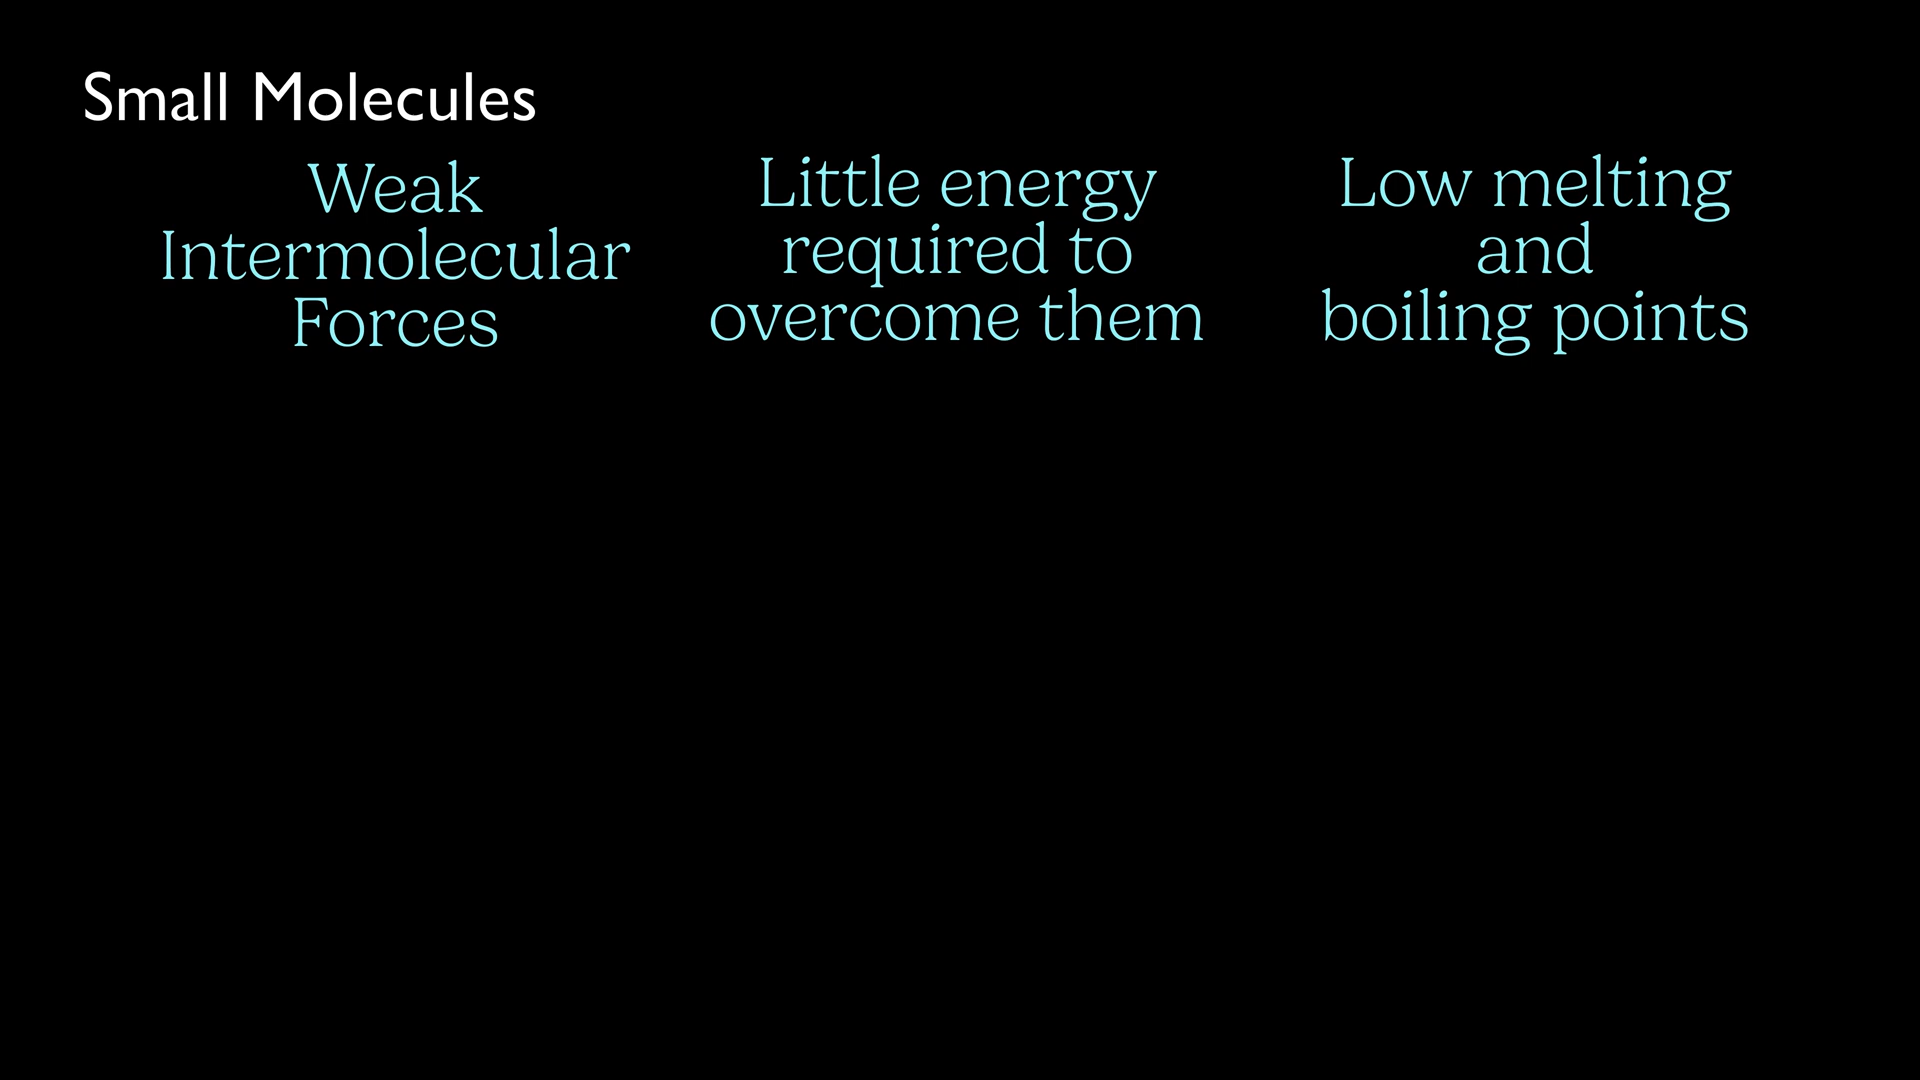 Small Molecules
Weak
Intermolecular
Forces
Little energy
required to
overcome them
Low melting
and
boiling points